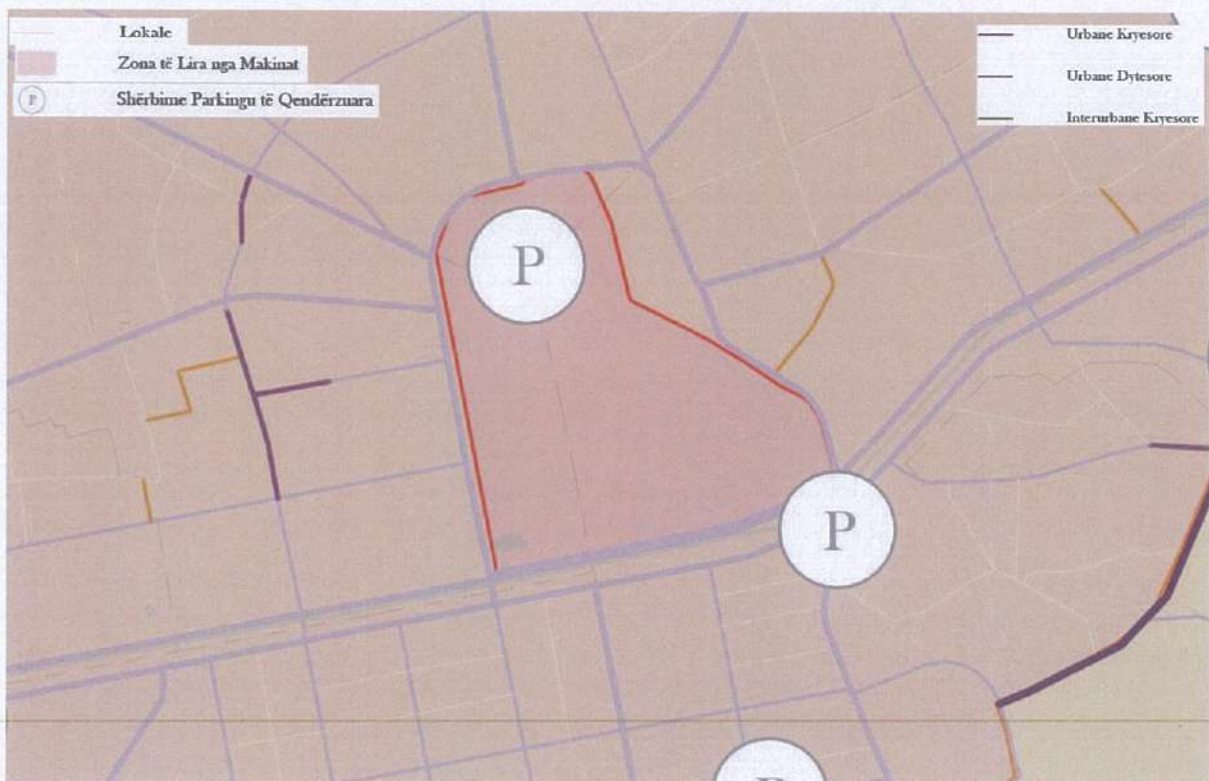 Lokale
Zona të Lira nga Makinat
P Shërbime Parkingu të Qendërzuara
Urbane Kryesore
Urbane Dytesore
Interurbane Kryesore
P
P
P